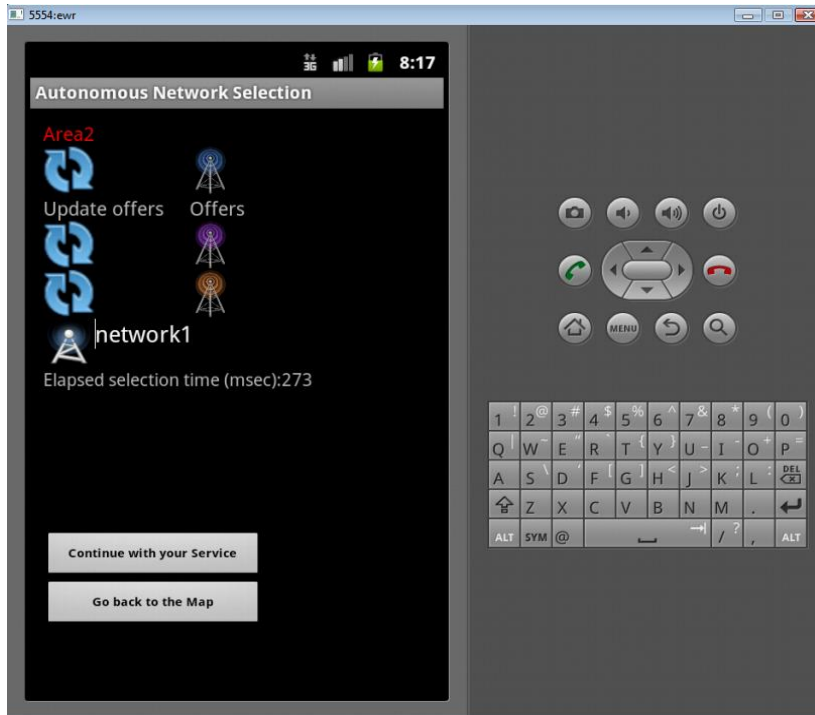 5554:ewr
3G 8:17
Autonomous Network Selection
Area2
Update offers Offers
network1
Elapsed selection time (msec):273
Continue with your Service
Go back to the Map
MENU
1 ! 2 @ 3 # 4 $ 5 % 6 ^ 7 & 8 * 9 ( 0 )
Q | W ~ E " R ` T { Y } U _ I - O + P =
A S \ D ' F [ G ] H < J > K ; L : DEL
Z X C V B N M .
ALT SYM @ / ? , ALT